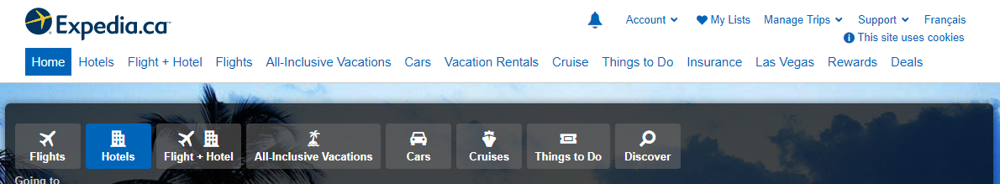 Expedia.ca™
Account My Lists Manage Trips Support Français
This site uses cookies
Home Hotels Flight + Hotel Flights All-Inclusive Vacations Cars Vacation Rentals Cruise Things to Do Insurance Las Vegas Rewards Deals
Flights Hotels Flight + Hotel All-Inclusive Vacations Cars Cruises Things to Do Discover
Going to